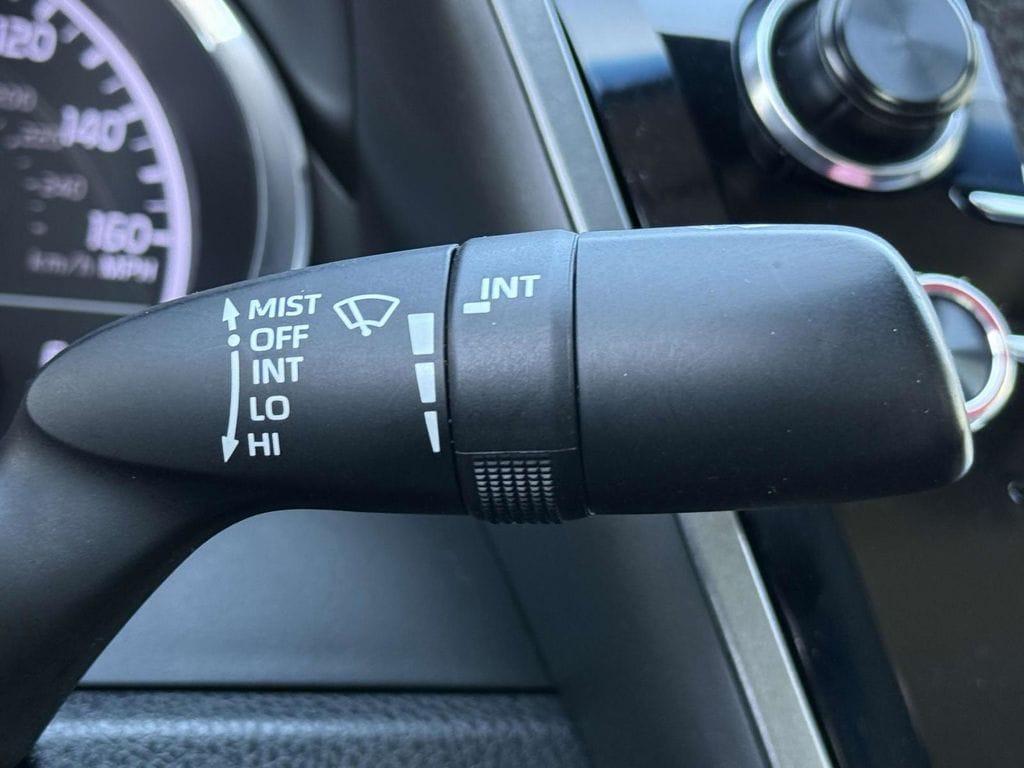 120
140
160
km/h MPH
MIST
OFF
INT
LO
HI
INT